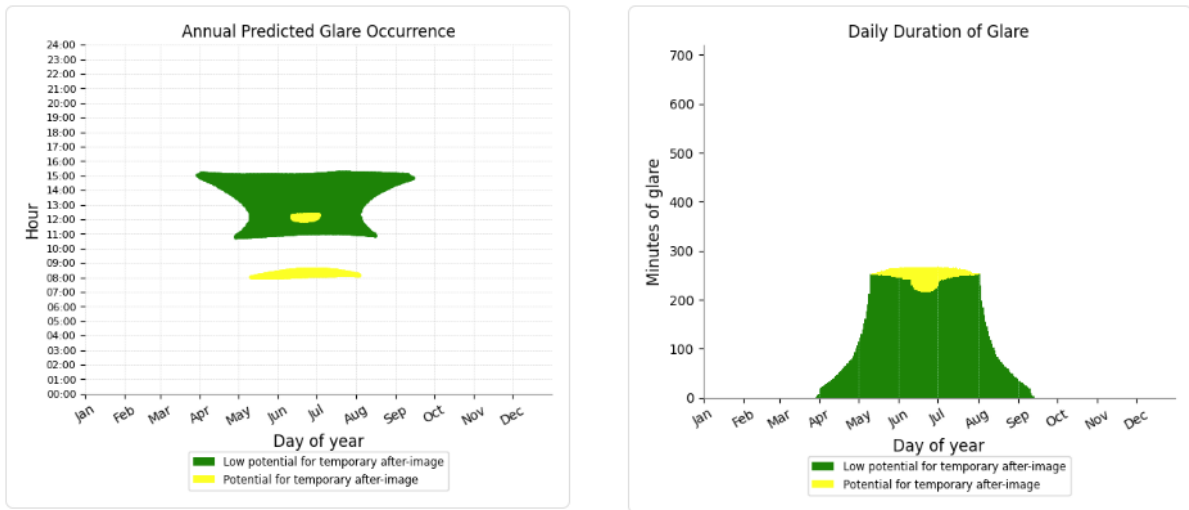 Annual Predicted Glare Occurrence
Hour
24:00
23:00
22:00
21:00
20:00
19:00
18:00
17:00
16:00
15:00
14:00
13:00
12:00
11:00
10:00
09:00
08:00
07:00
06:00
05:00
04:00
03:00
02:00
01:00
00:00
Jan Feb Mar Apr May Jun Jul Aug Sep Oct Nov Dec
Day of year
Low potential for temporary after-image
Potential for temporary after-image
Daily Duration of Glare
Minutes of glare
700
600
500
400
300
200
100
0
Jan Feb Mar Apr May Jun Jul Aug Sep Oct Nov Dec
Day of year
Low potential for temporary after-image
Potential for temporary after-image